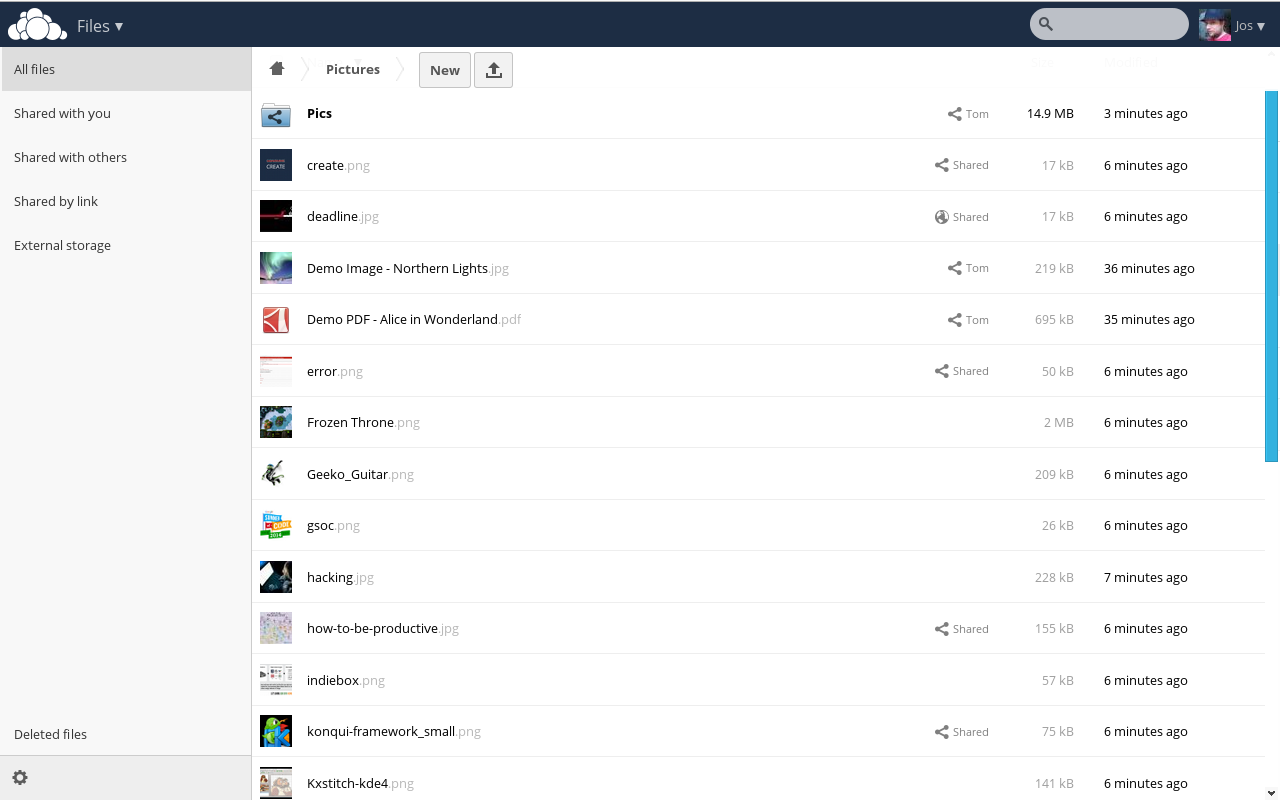 Files ▾
Jos ▾
All files
Shared with you
Shared with others
Shared by link
External storage
Deleted files
Pictures
New
Pics Tom 14.9 MB 3 minutes ago
create.png Shared 17 kB 6 minutes ago
deadline.jpg Shared 17 kB 6 minutes ago
Demo Image - Northern Lights.jpg Tom 219 kB 36 minutes ago
Demo PDF - Alice in Wonderland.pdf Tom 695 kB 35 minutes ago
error.png Shared 50 kB 6 minutes ago
Frozen Throne.png 2 MB 6 minutes ago
Geeko_Guitar.png 209 kB 6 minutes ago
gsoc.png 26 kB 6 minutes ago
hacking.jpg 228 kB 7 minutes ago
how-to-be-productive.jpg Shared 155 kB 6 minutes ago
indiebox.png 57 kB 6 minutes ago
konqui-framework_small.png Shared 75 kB 6 minutes ago
Kxstitch-kde4.png 141 kB 6 minutes ago